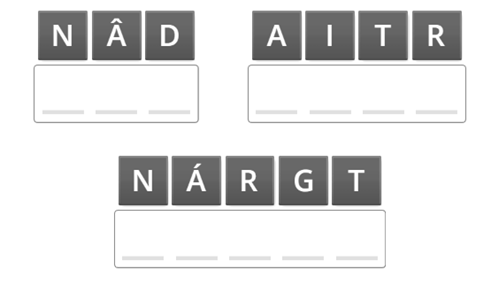 N Â D A I T R
N Á R G T